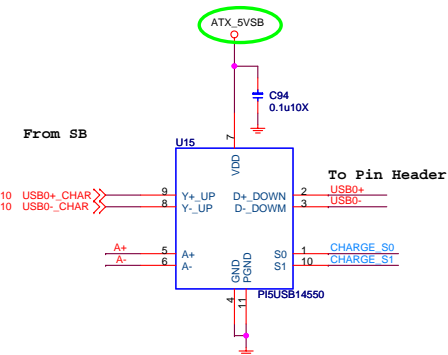 ATX_5VSB
C94
0.1u10X
From SB
U15
7
VDD
To Pin Header
10 USB0+_CHAR 9 Y+_UP D+_DOWN 2 USB0+
10 USB0-_CHAR 8 Y-_UP D-_DOWM 3 USB0-
A+ 5 A+ S0 1 CHARGE_S0
A- 6 A- S1 10 CHARGE_S1
GND
PGND
4
11
PI5USB14550